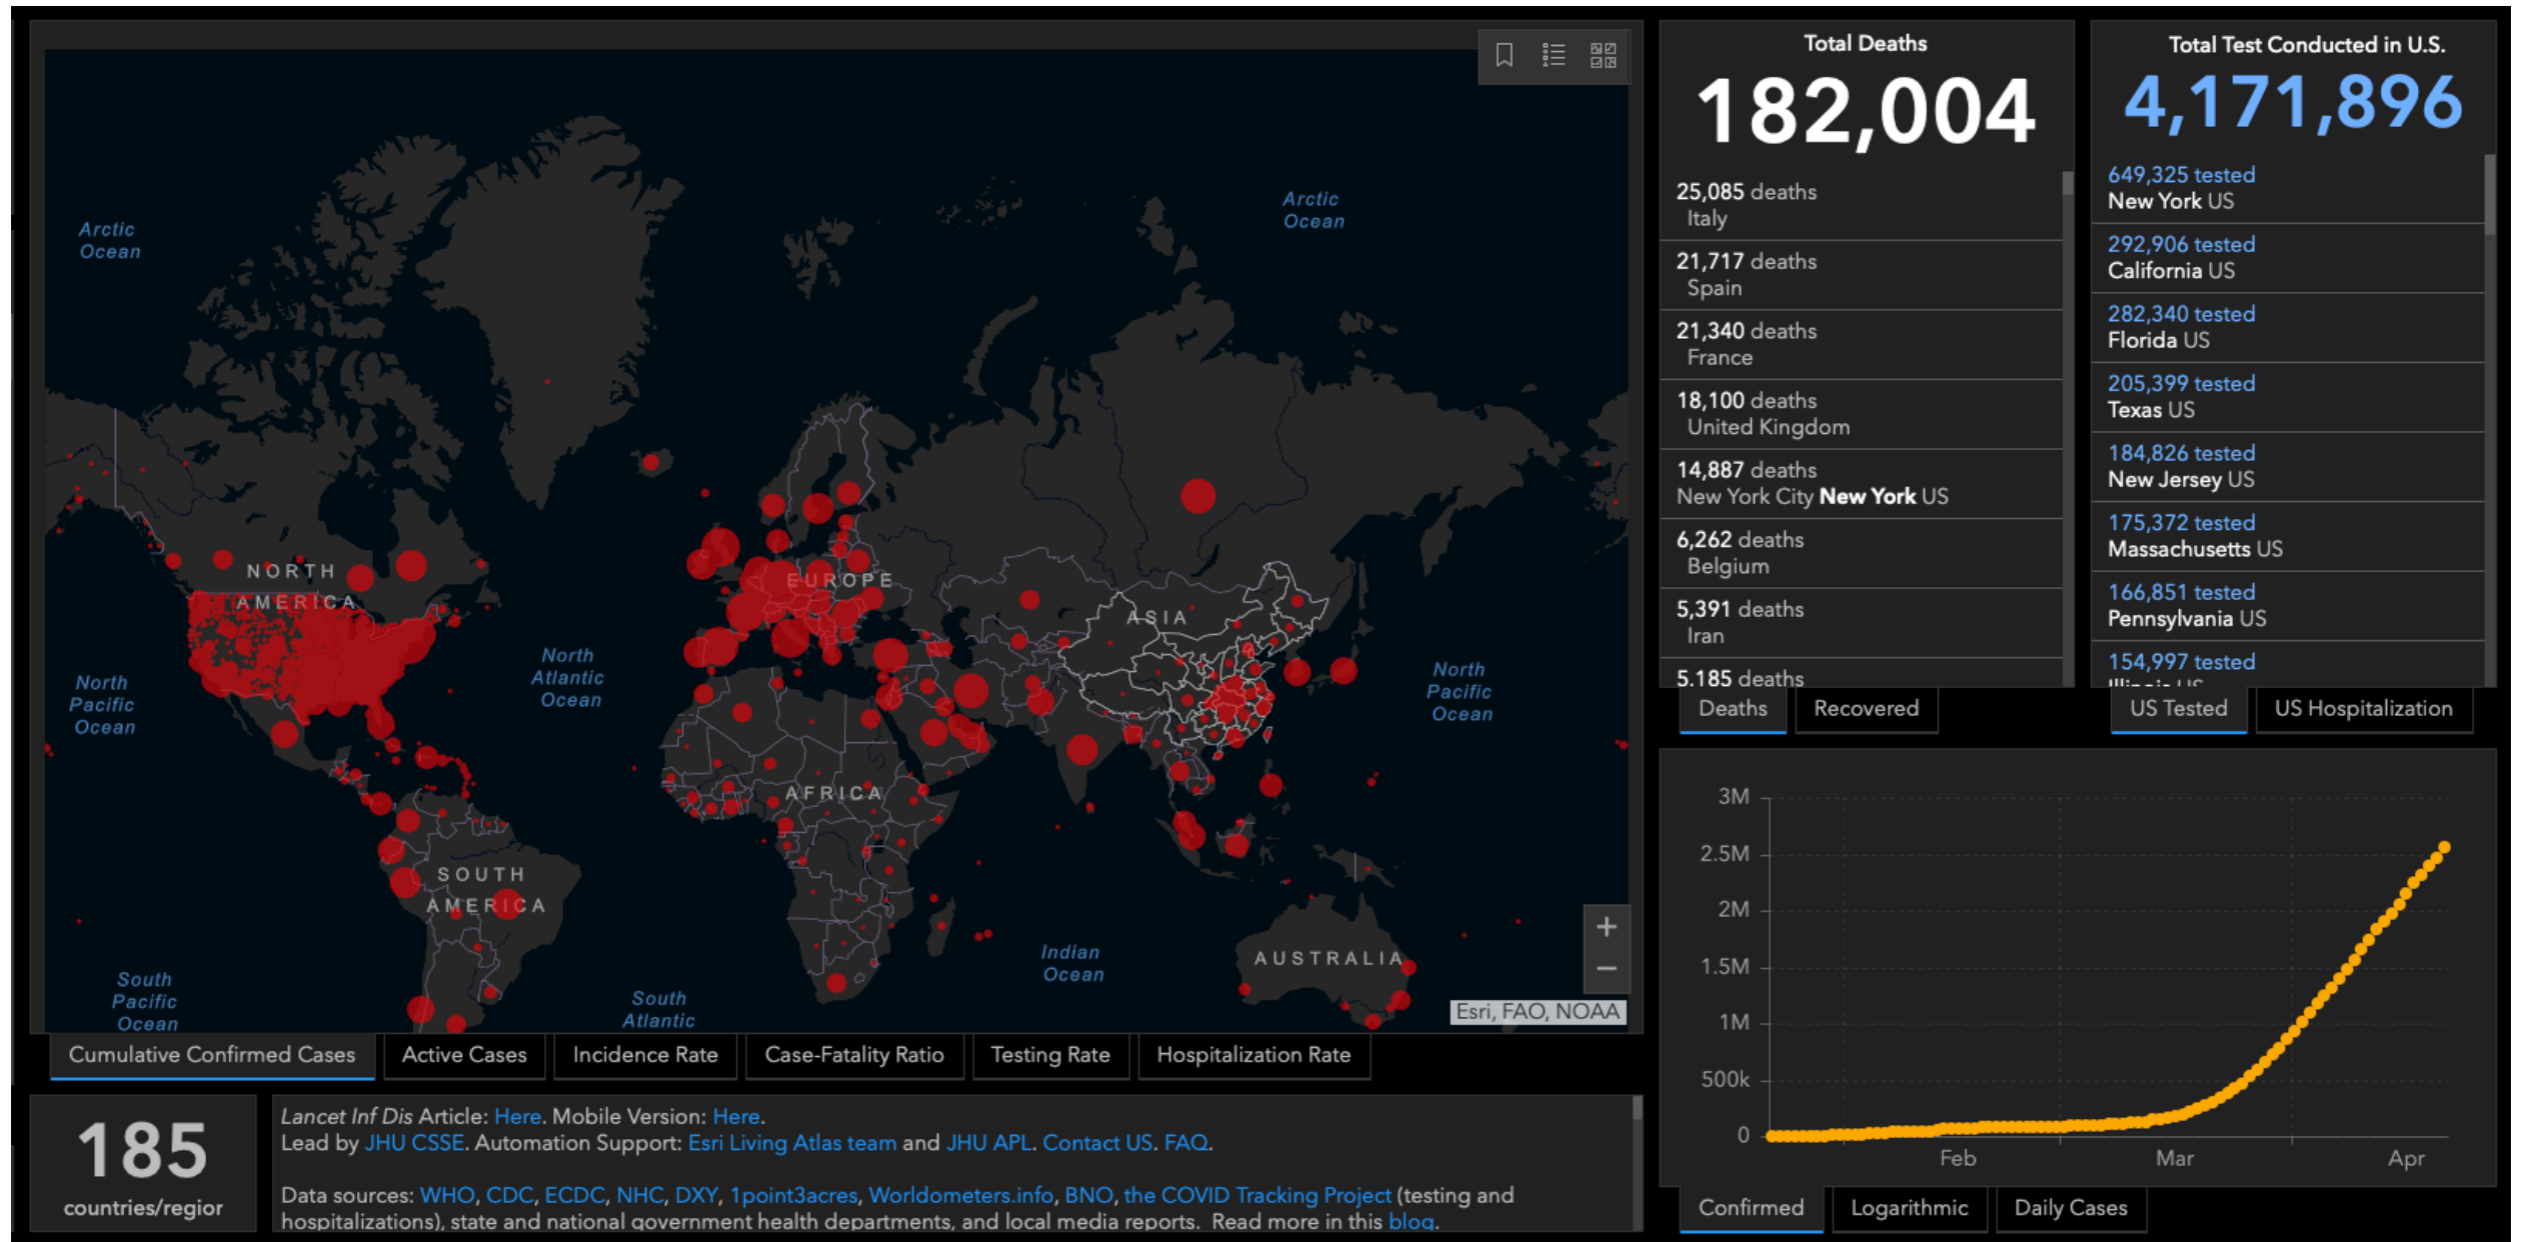 Arctic
Ocean
Arctic
Ocean
NORTH
AMERICA
EUROPE
ASIA
North
Pacific
Ocean
North
Atlantic
Ocean
North
Pacific
Ocean
AFRICA
SOUTH
AMERICA
Indian
Ocean
AUSTRALIA
South
Pacific
Ocean
South
Atlantic
+
−
Esri, FAO, NOAA
Cumulative Confirmed Cases
Active Cases
Incidence Rate
Case-Fatality Ratio
Testing Rate
Hospitalization Rate
185
countries/region
Lancet Inf Dis Article: Here. Mobile Version: Here.
Lead by JHU CSSE. Automation Support: Esri Living Atlas team and JHU APL. Contact US. FAQ.
Data sources: WHO, CDC, ECDC, NHC, DXY, 1point3acres, Worldometers.info, BNO, the COVID Tracking Project (testing and
hospitalizations), state and national government health departments, and local media reports. Read more in this blog.
Total Deaths
182,004
25,085 deaths
Italy
21,717 deaths
Spain
21,340 deaths
France
18,100 deaths
United Kingdom
14,887 deaths
New York City New York US
6,262 deaths
Belgium
5,391 deaths
Iran
5,185 deaths
Deaths
Recovered
Total Test Conducted in U.S.
4,171,896
649,325 tested
New York US
292,906 tested
California US
282,340 tested
Florida US
205,399 tested
Texas US
184,826 tested
New Jersey US
175,372 tested
Massachusetts US
166,851 tested
Pennsylvania US
154,997 tested
Illinois US
US Tested
US Hospitalization
3M
2.5M
2M
1.5M
1M
500k
0
Feb
Mar
Apr
Confirmed
Logarithmic
Daily Cases